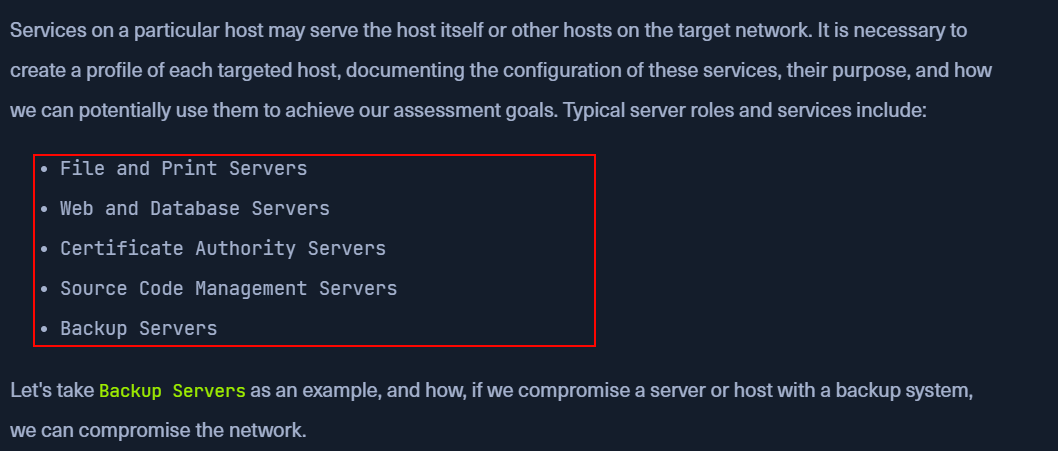 Services on a particular host may serve the host itself or other hosts on the target network. It is necessary to
create a profile of each targeted host, documenting the configuration of these services, their purpose, and how
we can potentially use them to achieve our assessment goals. Typical server roles and services include:
• File and Print Servers
• Web and Database Servers
• Certificate Authority Servers
• Source Code Management Servers
• Backup Servers
Let's take Backup Servers as an example, and how, if we compromise a server or host with a backup system,
we can compromise the network.